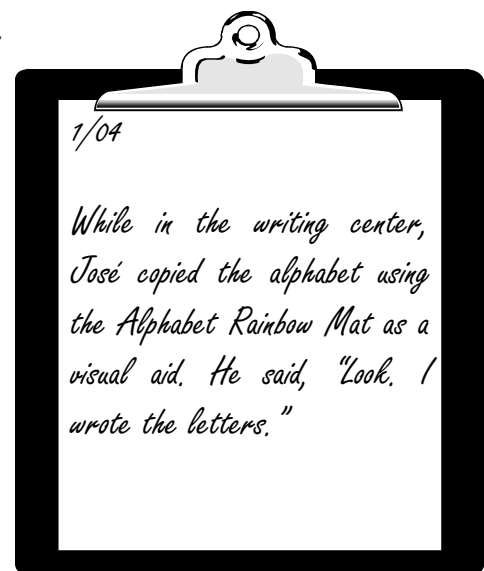 1/04
While in the writing center,
José copied the alphabet using
the Alphabet Rainbow Mat as a
visual aid. He said, “Look. I
wrote the letters.”